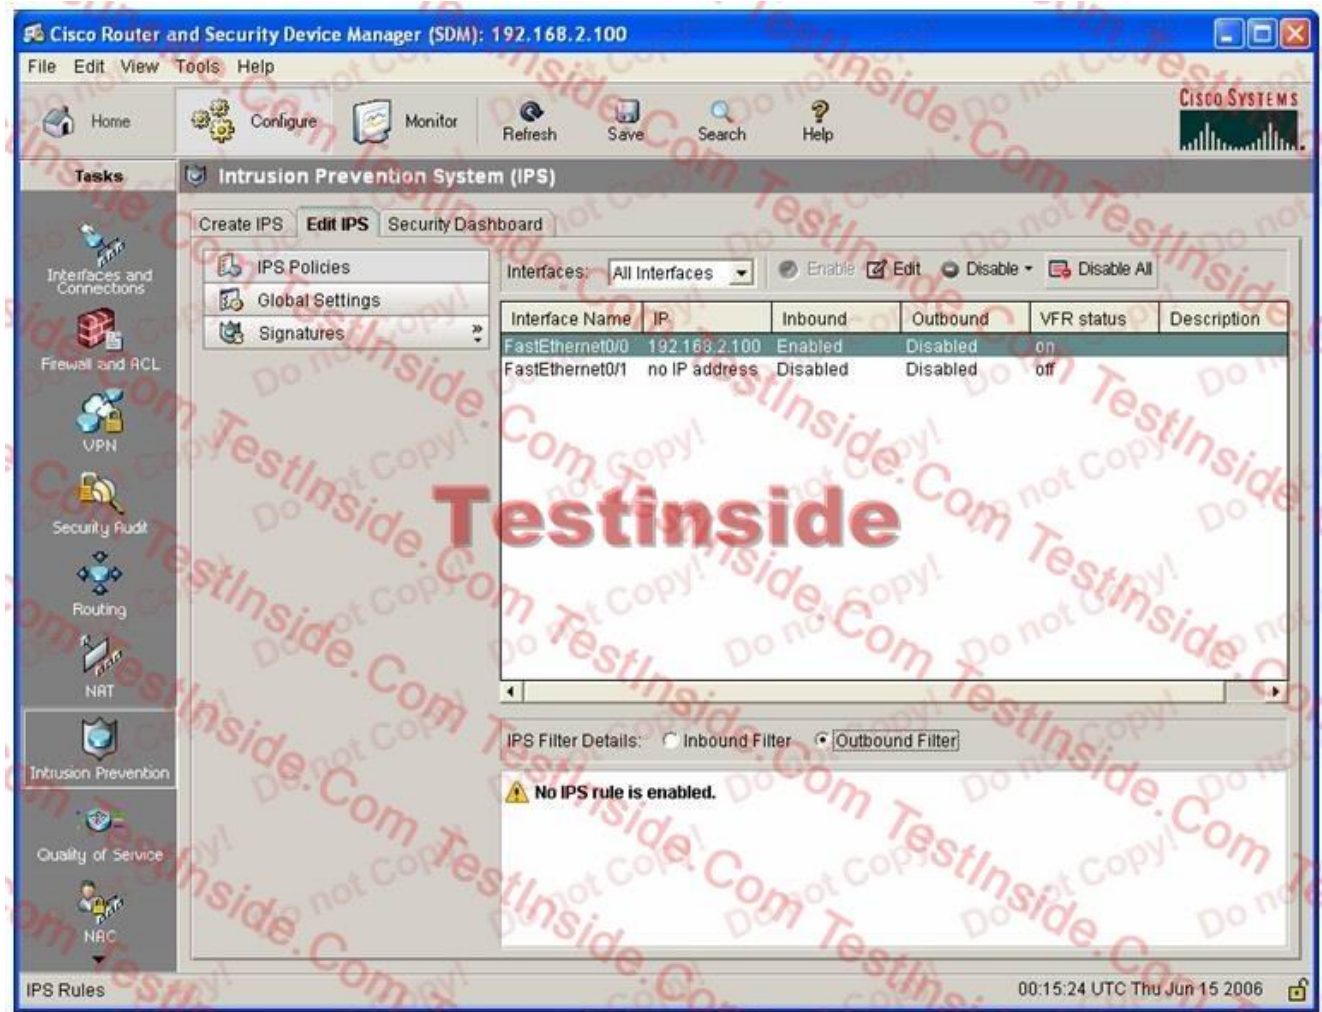 Cisco Router and Security Device Manager (SDM): 192.168.2.100
File Edit View Tools Help
Home Configure Monitor Refresh Save Search Help
CISCO SYSTEMS
Tasks
Intrusion Prevention System (IPS)
Create IPS Edit IPS Security Dashboard
Interfaces and Connections
Firewall and ACL
VPN
Security Audit
Routing
NAT
Intrusion Prevention
Quality of Service
NAC
IPS Policies
Global Settings
Signatures
Interfaces: All Interfaces Enable Edit Disable Disable All
Interface Name IP Inbound Outbound VFR status Description
FastEthernet0/0 192.168.2.100 Enabled Disabled on
FastEthernet0/1 no IP address Disabled Disabled off
Testinside
IPS Filter Details: Inbound Filter Outbound Filter
No IPS rule is enabled.
IPS Rules 00:15:24 UTC Thu Jun 15 2006
TestInside.Com
Do not Copy!